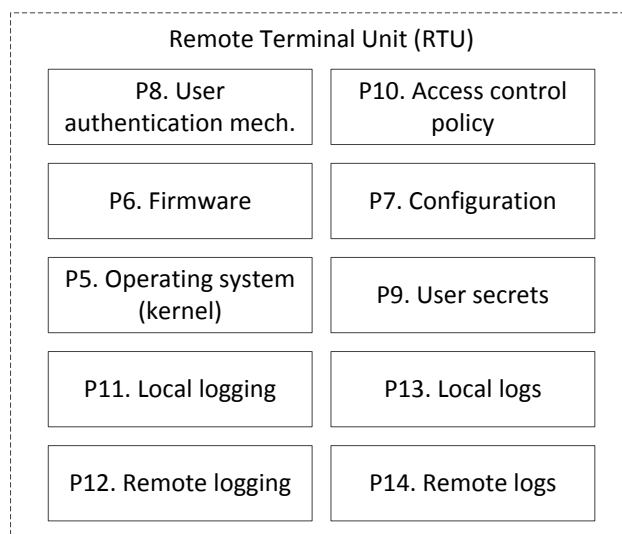 Remote Terminal Unit (RTU)
P8. User
authentication mech.
P10. Access control
policy
P6. Firmware
P7. Configuration
P5. Operating system
(kernel)
P9. User secrets
P11. Local logging
P13. Local logs
P12. Remote logging
P14. Remote logs